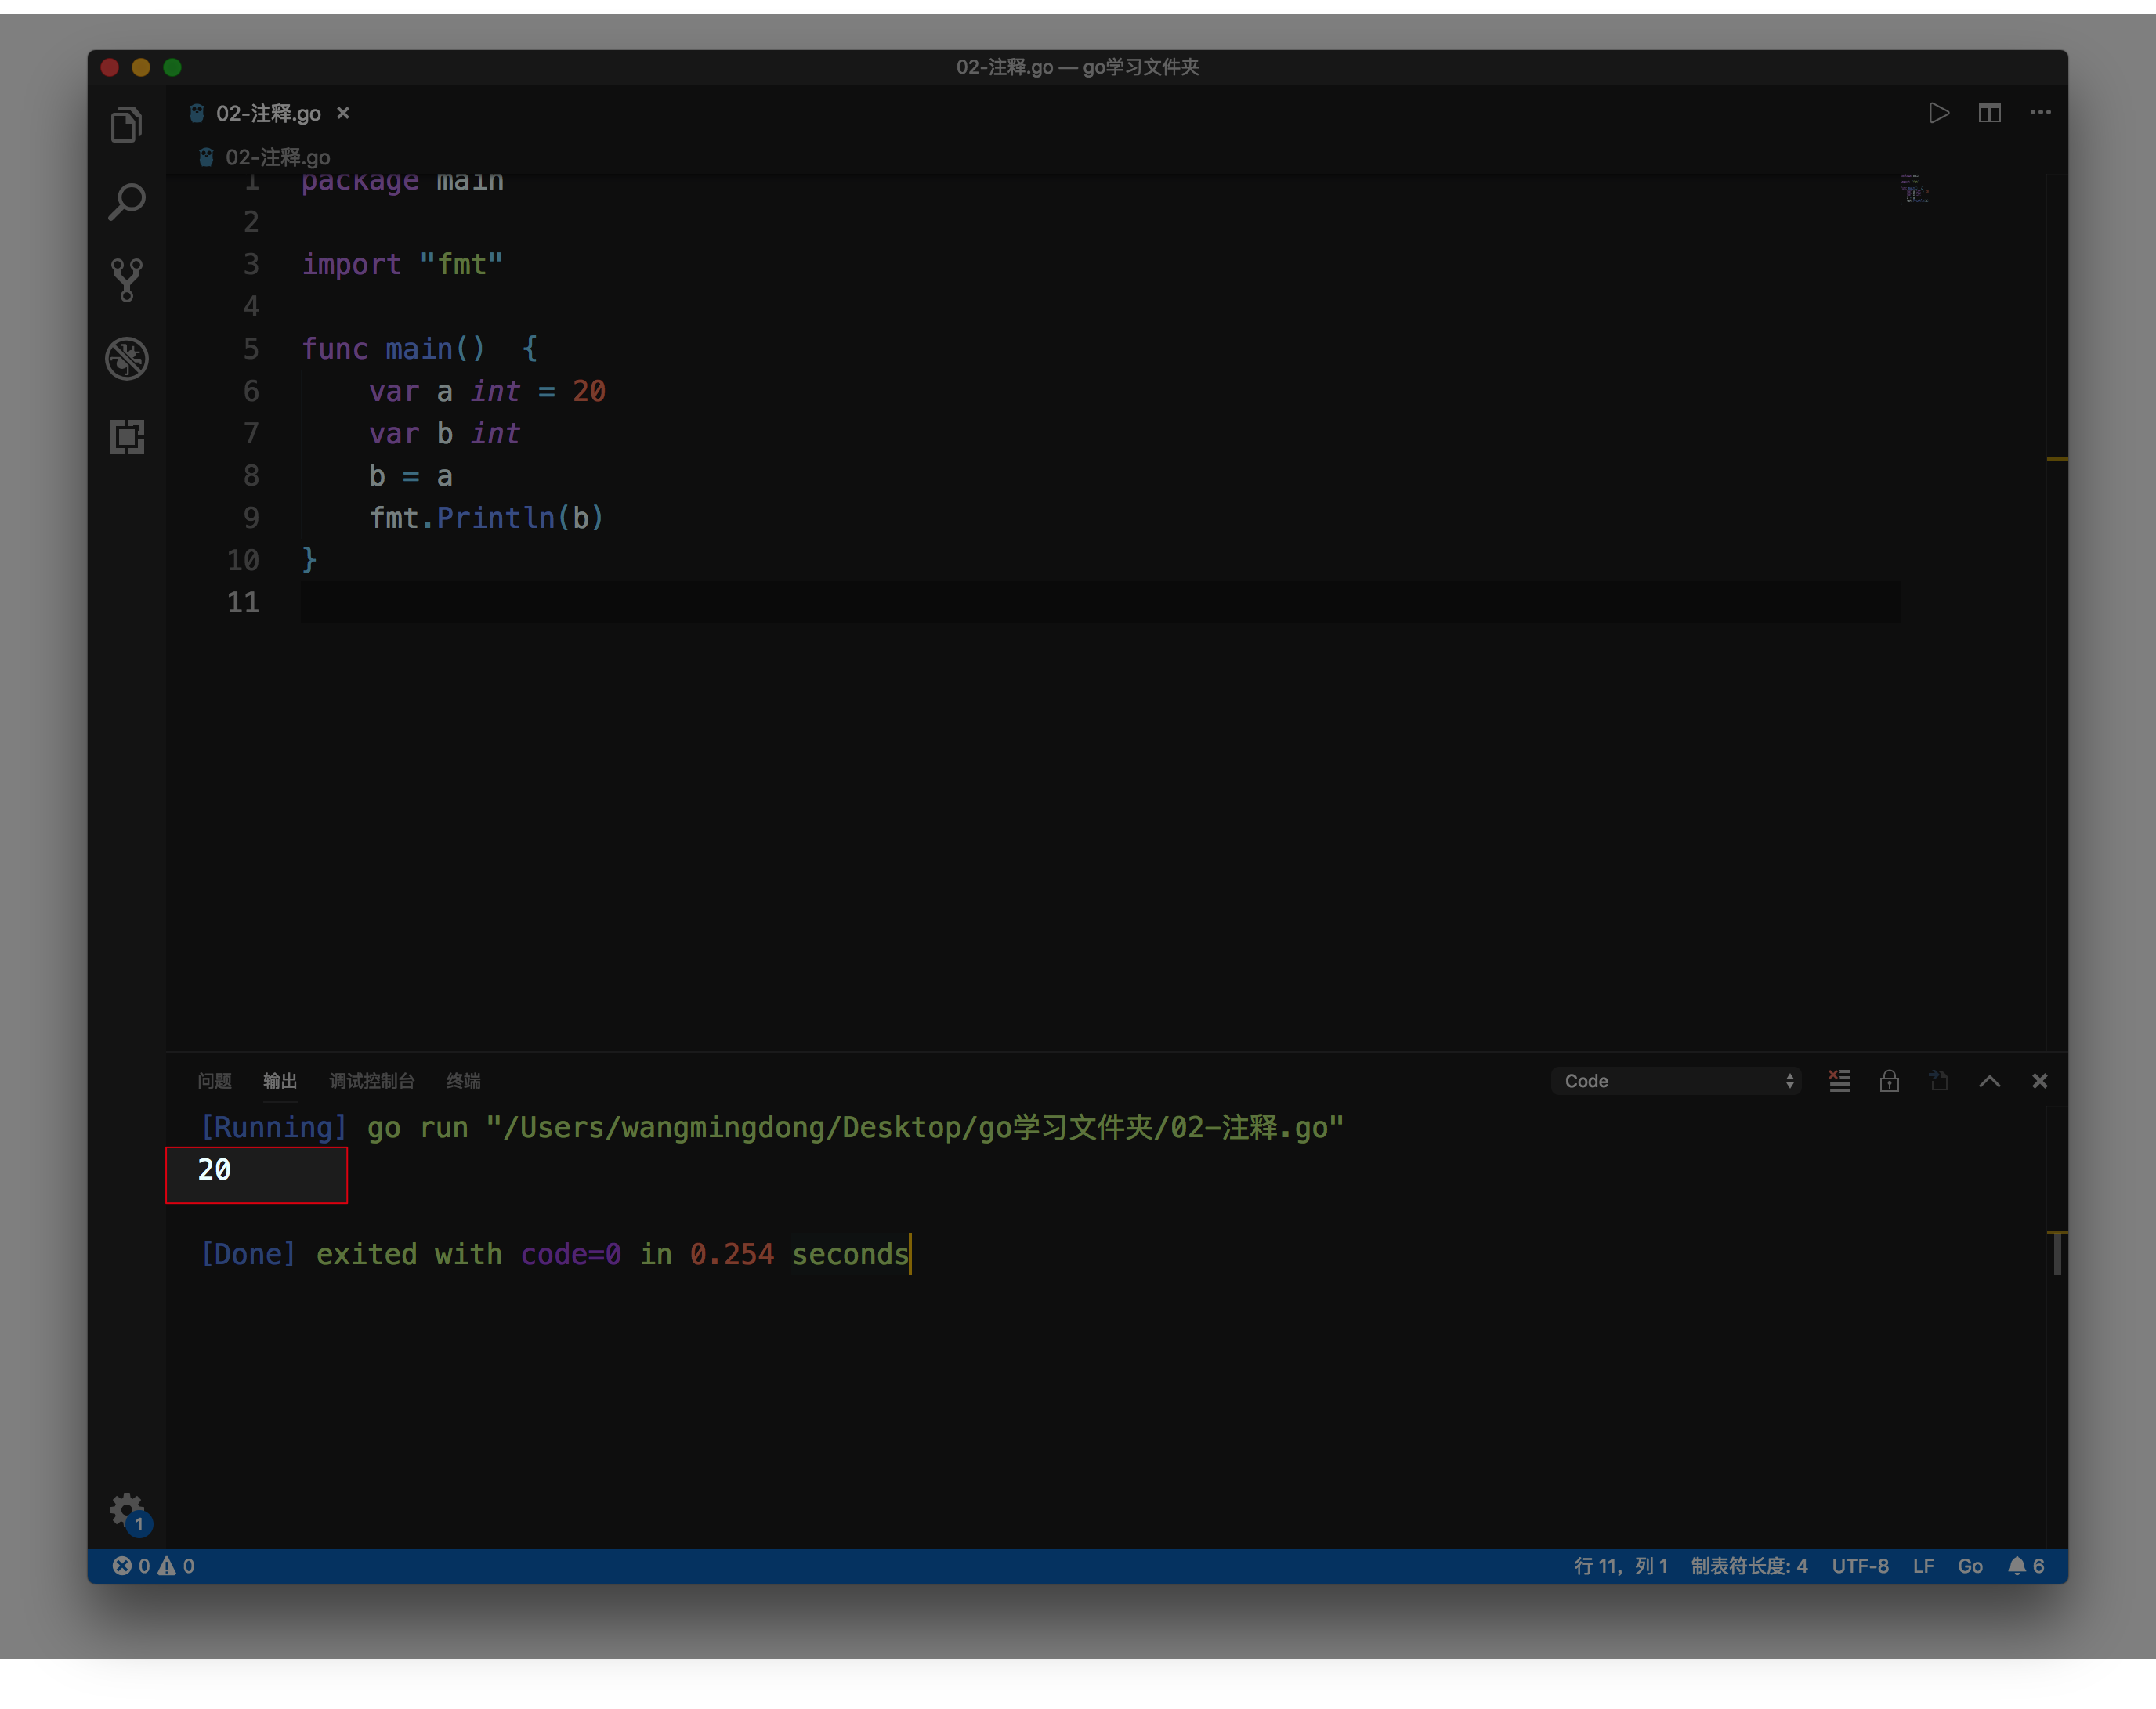 02-注释.go — go学习文件夹
02-注释.go
02-注释.go
1 package main
2
3 import "fmt"
4
5 func main()  {
6     var a int = 20
7     var b int
8     b = a
9     fmt.Println(b)
10 }
11
问题 输出 调试控制台 终端 Code
[Running] go run "/Users/wangmingdong/Desktop/go学习文件夹/02-注释.go"
20
[Done] exited with code=0 in 0.254 seconds
1
0 0 行 11，列 1 制表符长度: 4 UTF-8 LF Go 6